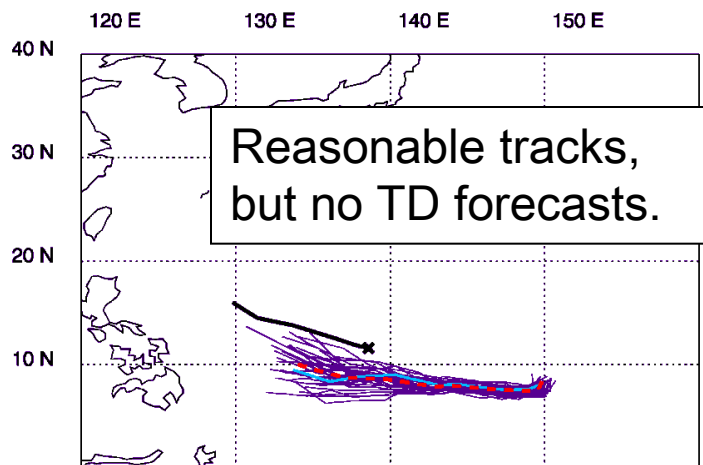 120 E 130 E 140 E 150 E
40 N
Reasonable tracks,
but no TD forecasts.
30 N
20 N
10 N